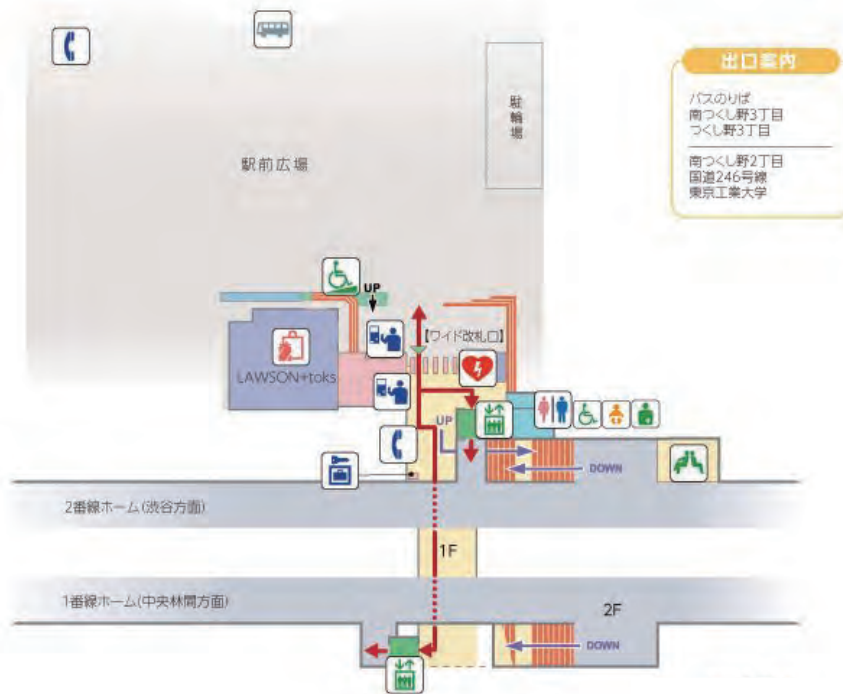 出口案内
バスのりば
南つくし野3丁目
つくし野3丁目
南つくし野2丁目
国道246号線
東京工業大学
駐輪場
駅前広場
UP
【ワイド改札口】
LAWSON+toks
UP
DOWN
2番線ホーム(渋谷方面)
1F
1番線ホーム(中央林間方面)
2F
DOWN